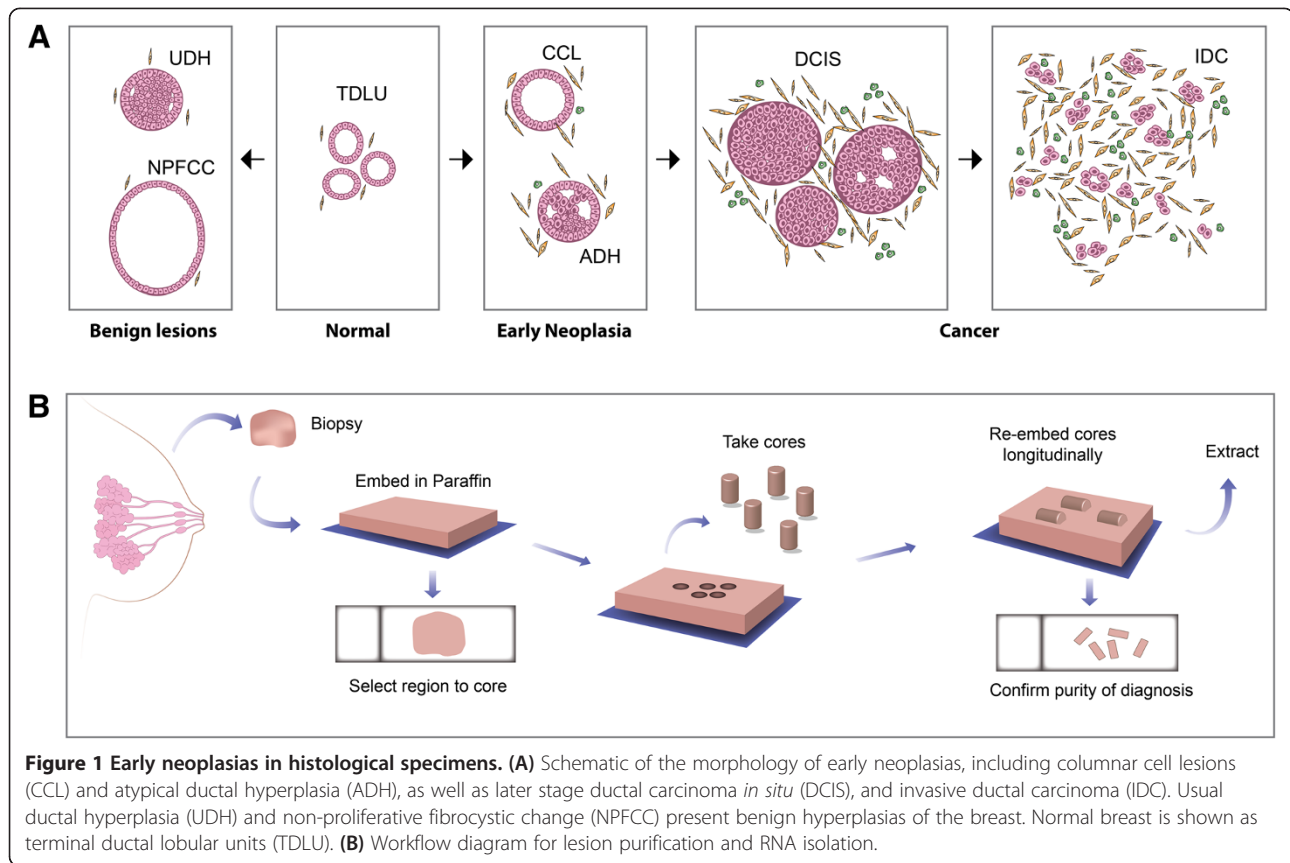 A
UDH
NPFCC
TDLU
CCL
ADH
DCIS
IDC
Benign lesions
Normal
Early Neoplasia
Cancer
B
Biopsy
Embed in Paraffin
Select region to core
Take cores
Re-embed cores
longitudinally
Extract
Confirm purity of diagnosis
Figure 1 Early neoplasias in histological specimens. (A) Schematic of the morphology of early neoplasias, including columnar cell lesions
(CCL) and atypical ductal hyperplasia (ADH), as well as later stage ductal carcinoma in situ (DCIS), and invasive ductal carcinoma (IDC). Usual
ductal hyperplasia (UDH) and non-proliferative fibrocystic change (NPFCC) present benign hyperplasias of the breast. Normal breast is shown as
terminal ductal lobular units (TDLU). (B) Workflow diagram for lesion purification and RNA isolation.